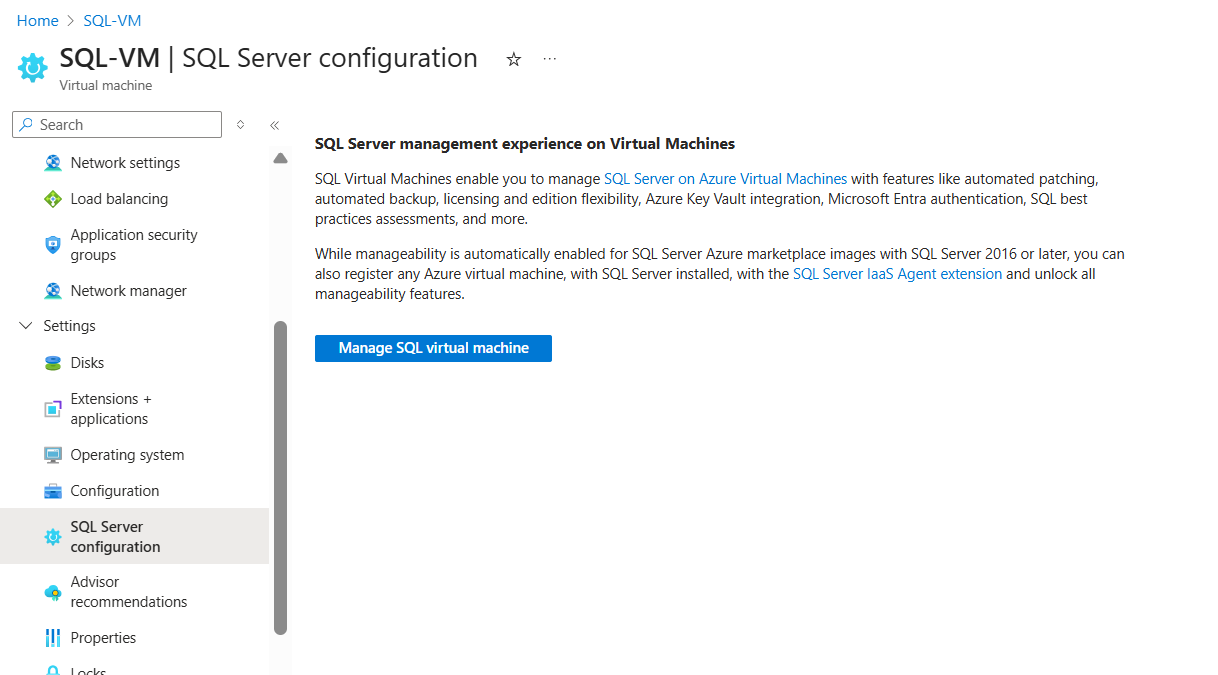 Home > SQL-VM
SQL-VM | SQL Server configuration
Virtual machine
Search
Network settings
Load balancing
Application security
groups
Network manager
Settings
Disks
Extensions +
applications
Operating system
Configuration
SQL Server
configuration
Advisor
recommendations
Properties
Locks
SQL Server management experience on Virtual Machines
SQL Virtual Machines enable you to manage SQL Server on Azure Virtual Machines with features like automated patching,
automated backup, licensing and edition flexibility, Azure Key Vault integration, Microsoft Entra authentication, SQL best
practices assessments, and more.
While manageability is automatically enabled for SQL Server Azure marketplace images with SQL Server 2016 or later, you can
also register any Azure virtual machine, with SQL Server installed, with the SQL Server IaaS Agent extension and unlock all
manageability features.
Manage SQL virtual machine